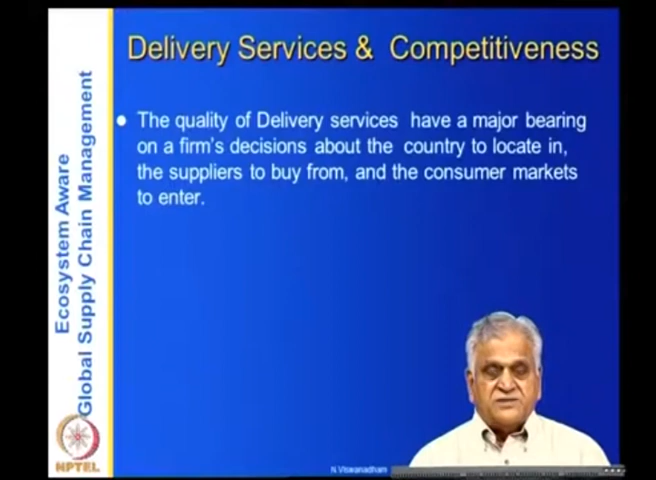 Delivery Services & Competitiveness
The quality of Delivery services have a major bearing
on a firm's decisions about the country to locate in,
the suppliers to buy from, and the consumer markets
to enter.
Ecosystem Aware
Global Supply Chain Management
NPTEL
N.Viswanadham